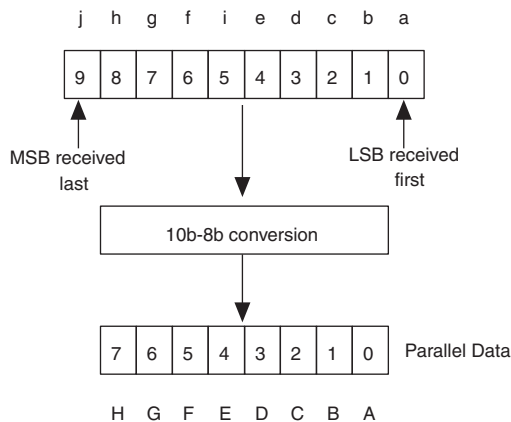 j h g f i e d c b a
9 8 7 6 5 4 3 2 1 0
MSB received
last
LSB received
first
10b-8b conversion
7 6 5 4 3 2 1 0 Parallel Data
H G F E D C B A